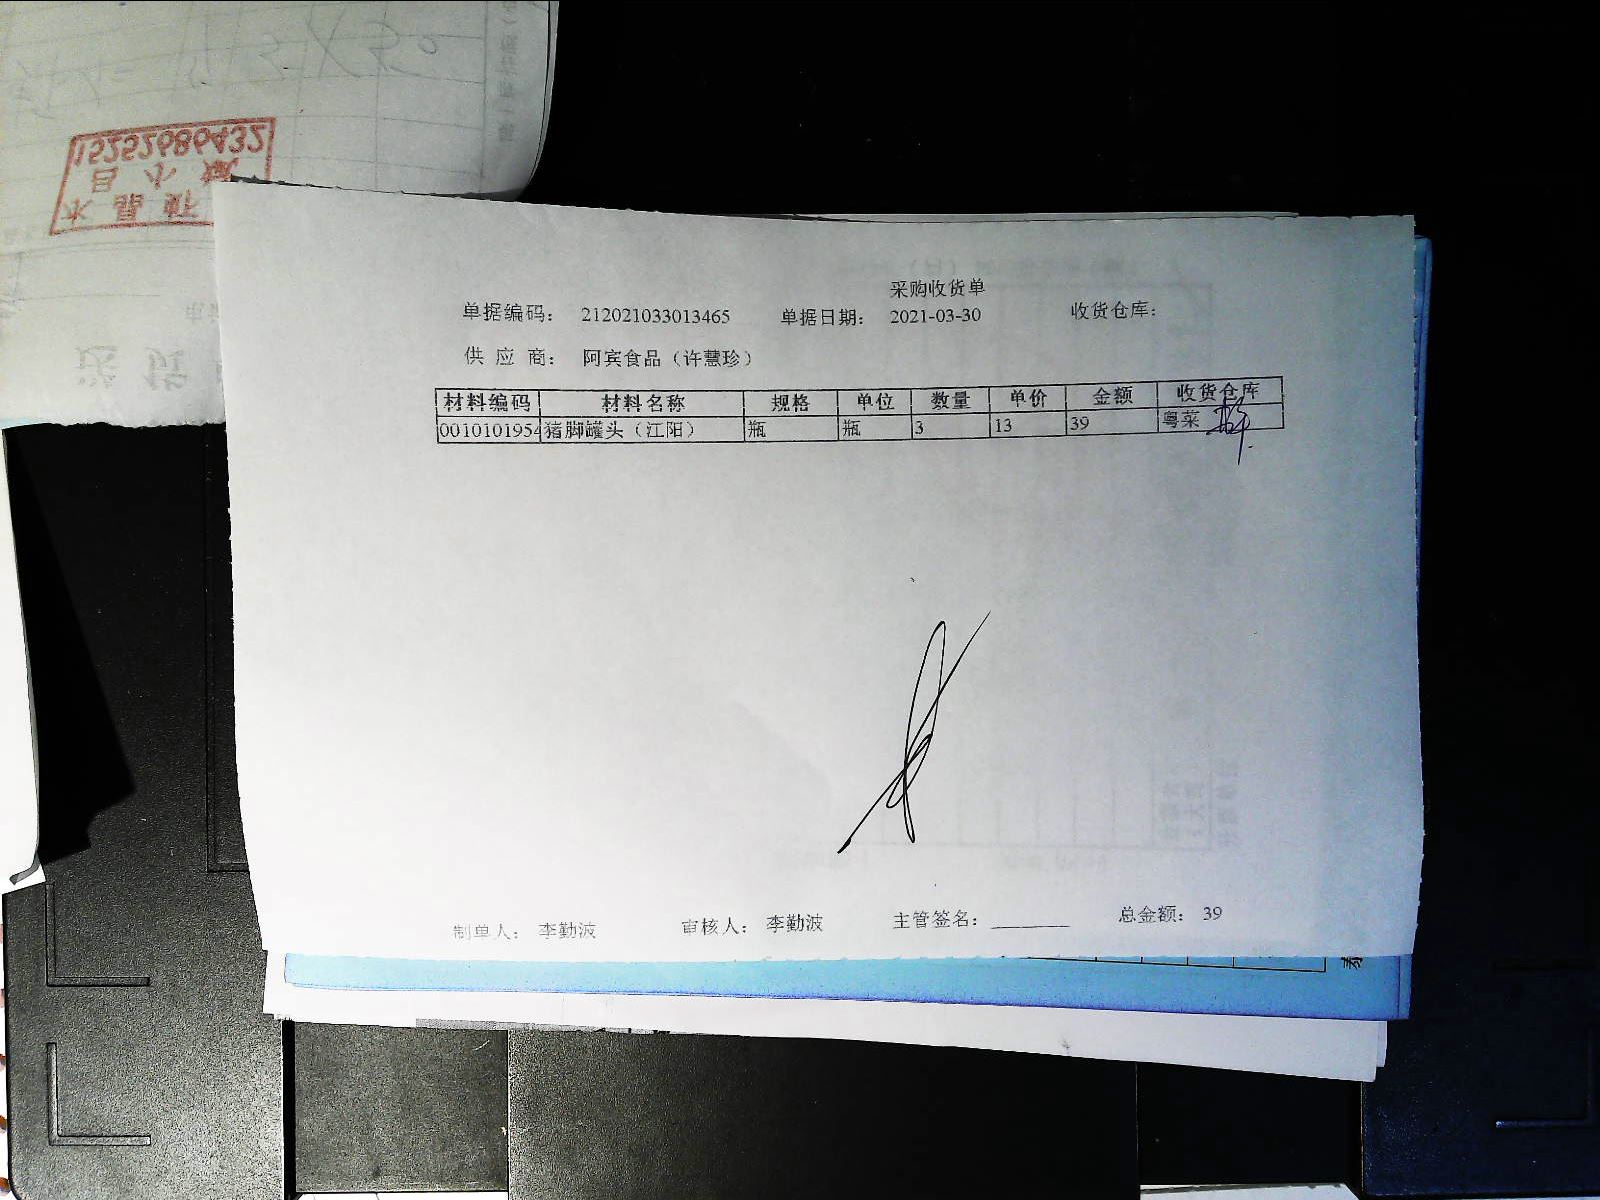 15252686432
采购收货单
单据编码： 212021033013465 单据日期： 2021-03-30 收货仓库：
供 应 商： 阿宾食品（许慧珍）
材料编码 材料名称 规格 单位 数量 单价 金额 收货仓库
0010101954 猪脚罐头（江阳） 瓶 瓶 3 13 39 粤菜
制单人： 李勤波 审核人： 李勤波 主管签名： 总金额： 39